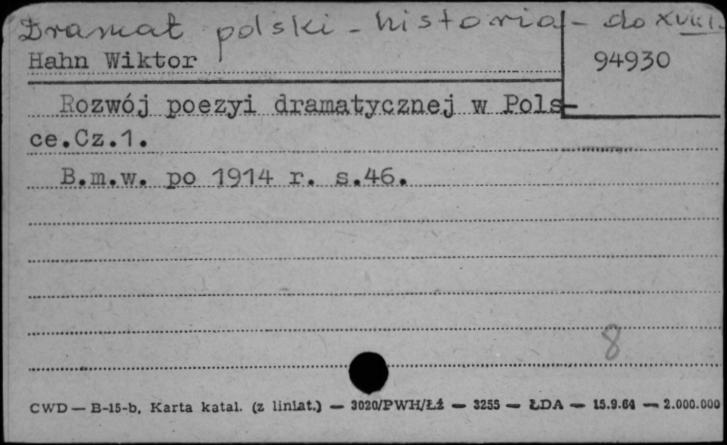 Dramat polski - historia - do XVIII w.
Hahn Wiktor
94930
Rozwój poezyi dramatycznej w Pols-
ce.Cz.1.
B.m.w. po 1914 r. s.46.
8
CWD — B-15-b, Karta katal. (z liniat.) — 3020/PWH/Łź — 3255 — ŁDA — 15.9.64 — 2.000.000